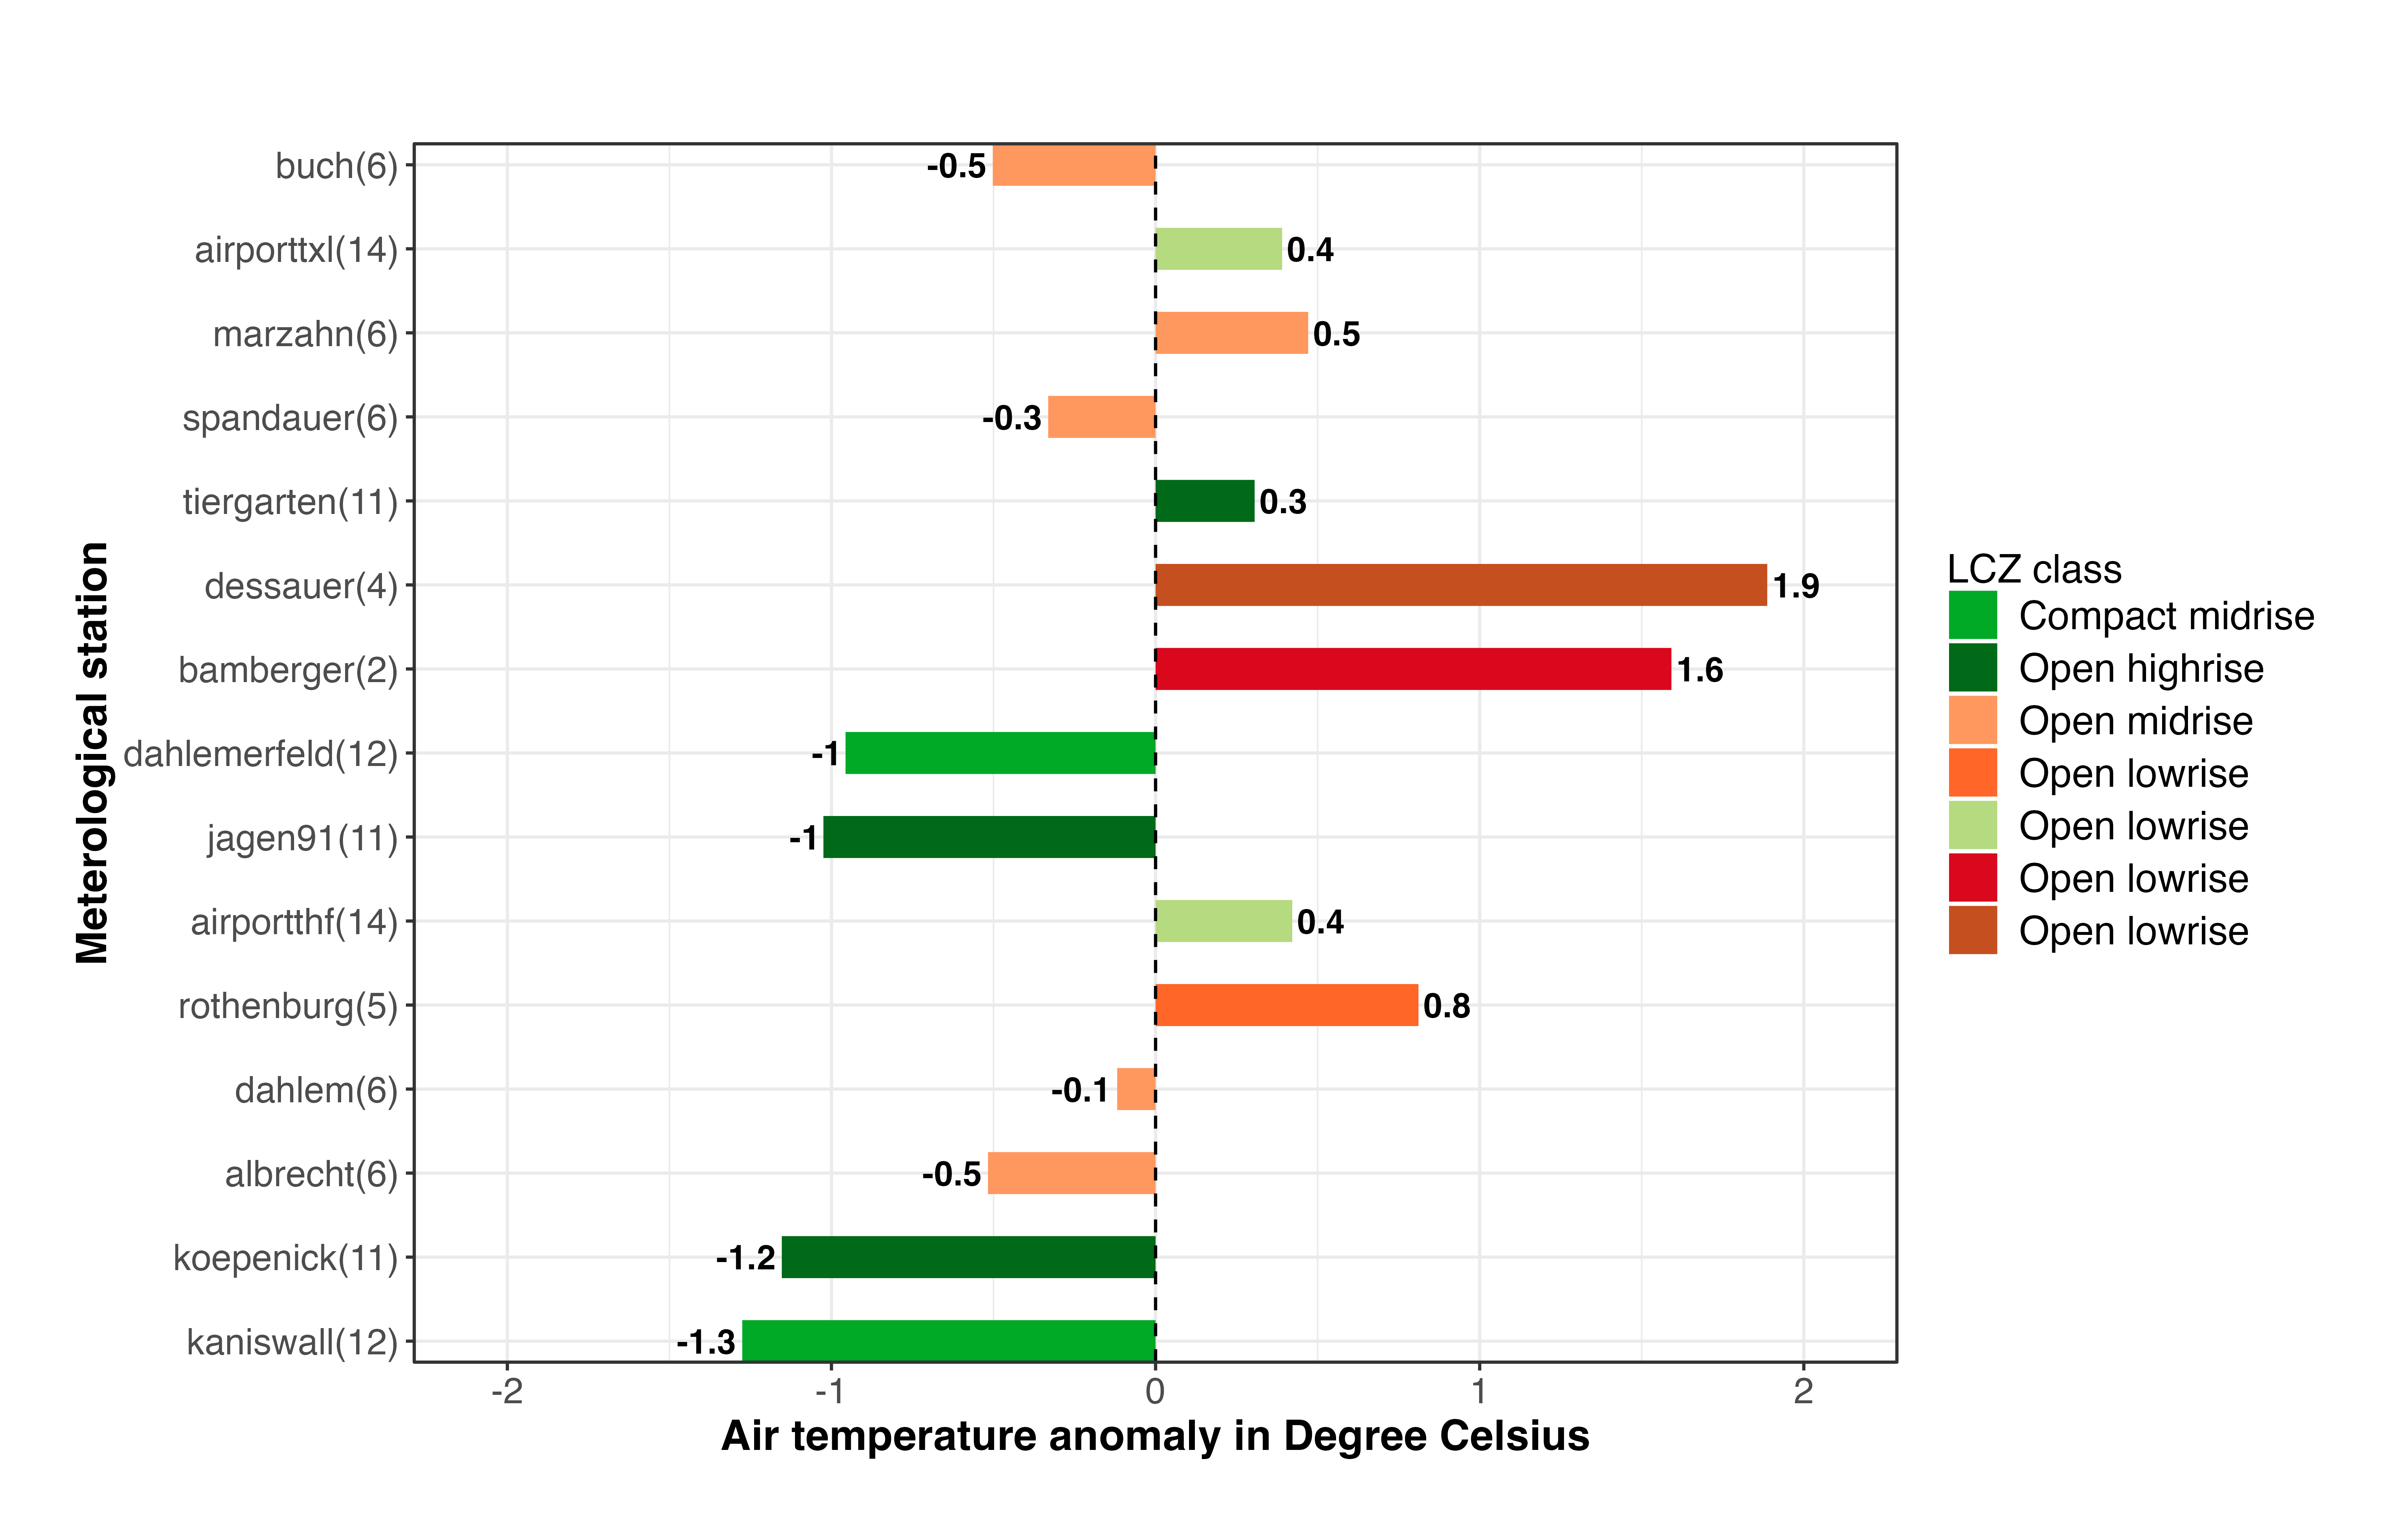 buch(6)
-0.5
airporttxl(14)
0.4
marzahn(6)
0.5
spandauer(6)
-0.3
tiergarten(11)
0.3
dessauer(4)
1.9
bamberger(2)
1.6
dahlemerfeld(12)
-1
jagen91(11)
-1
airportthf(14)
0.4
rothenburg(5)
0.8
dahlem(6)
-0.1
albrecht(6)
-0.5
koepenick(11)
-1.2
kaniswall(12)
-1.3
Meterological station
-2 -1 0 1 2
Air temperature anomaly in Degree Celsius
LCZ class
Compact midrise
Open highrise
Open midrise
Open lowrise
Open lowrise
Open lowrise
Open lowrise